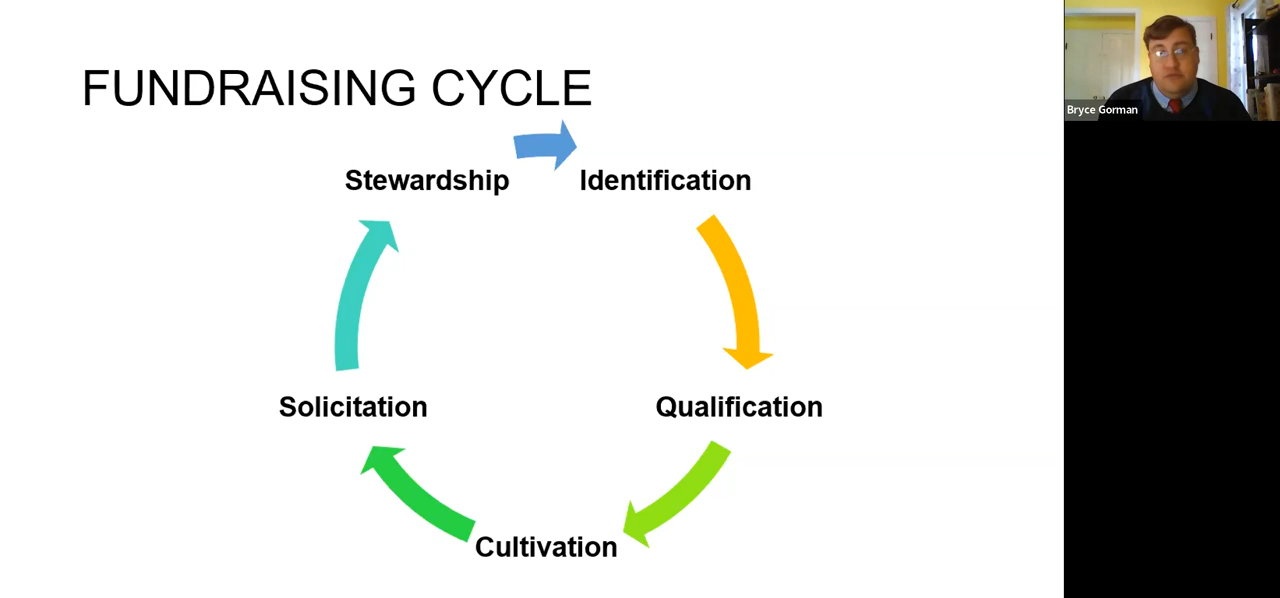 FUNDRAISING CYCLE
Bryce Gorman
Stewardship
Identification
Solicitation
Qualification
Cultivation